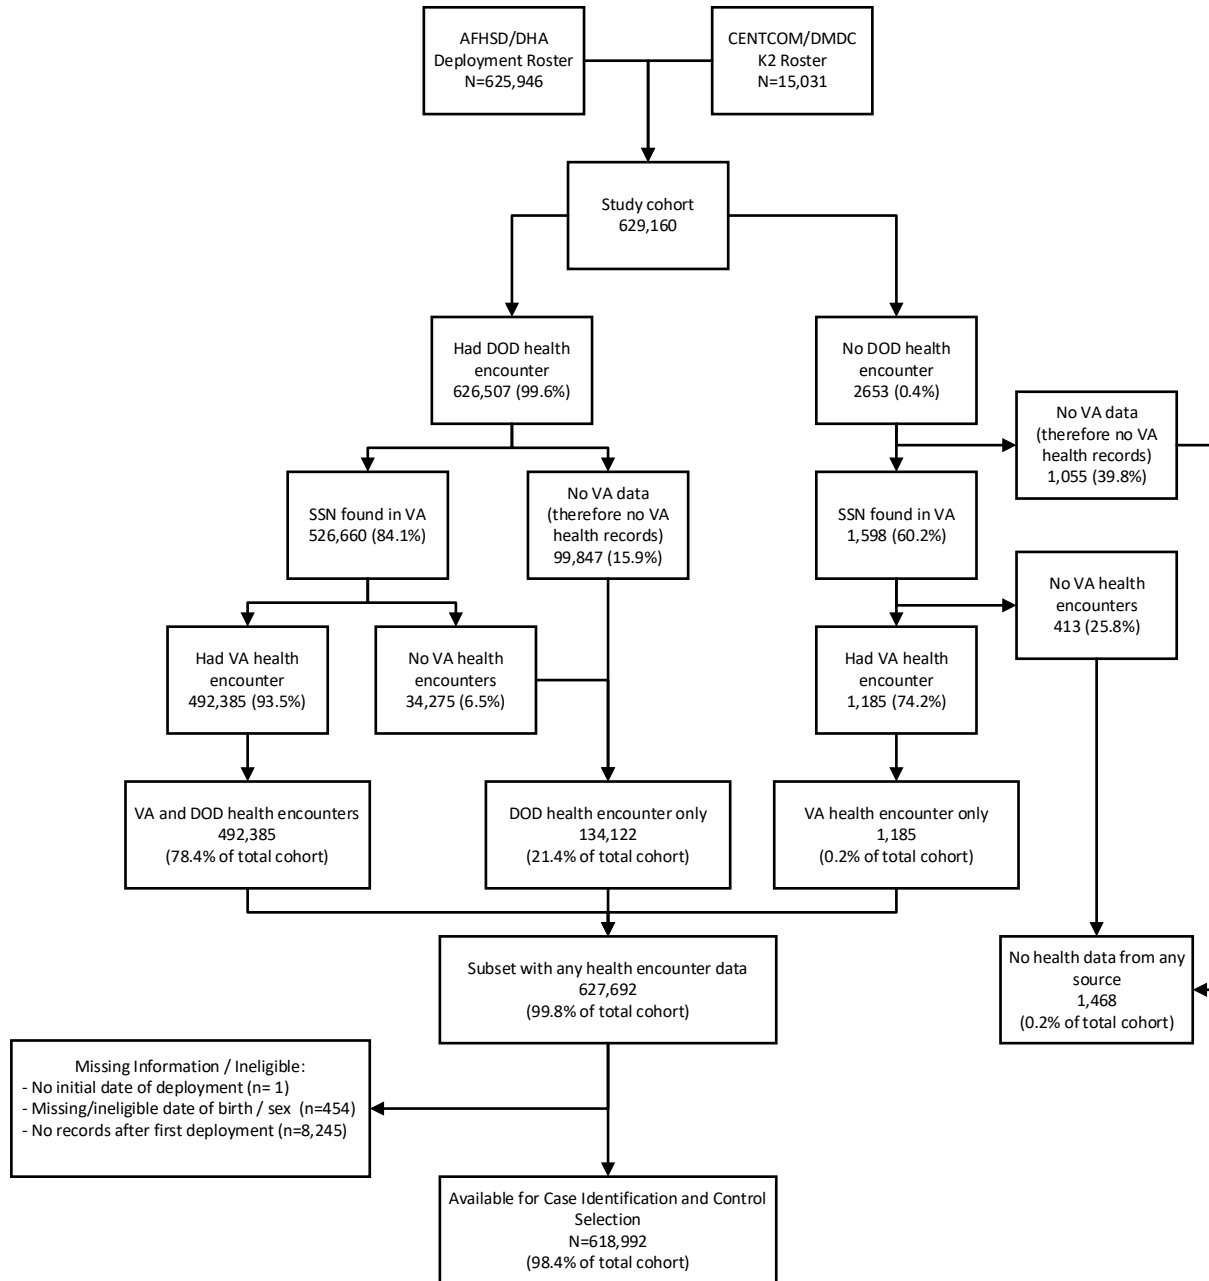 AFHSD/DHA
Deployment Roster
N=625,946
CENTCOM/DMDC
K2 Roster
N=15,031
Study cohort
629,160
Had DOD health
encounter
626,507 (99.6%)
No DOD health
encounter
2653 (0.4%)
No VA data
(therefore no VA
health records)
1,055 (39.8%)
SSN found in VA
526,660 (84.1%)
No VA data
(therefore no VA
health records)
99,847 (15.9%)
SSN found in VA
1,598 (60.2%)
No VA health
encounters
413 (25.8%)
Had VA health
encounter
492,385 (93.5%)
No VA health
encounters
34,275 (6.5%)
Had VA health
encounter
1,185 (74.2%)
VA and DOD health encounters
492,385
(78.4% of total cohort)
DOD health encounter only
134,122
(21.4% of total cohort)
VA health encounter only
1,185
(0.2% of total cohort)
Subset with any health encounter data
627,692
(99.8% of total cohort)
No health data from any
source
1,468
(0.2% of total cohort)
Missing Information / Ineligible:
- No initial date of deployment (n= 1)
- Missing/ineligible date of birth / sex  (n=454)
- No records after first deployment (n=8,245)
Available for Case Identification and Control
Selection
N=618,992
(98.4% of total cohort)